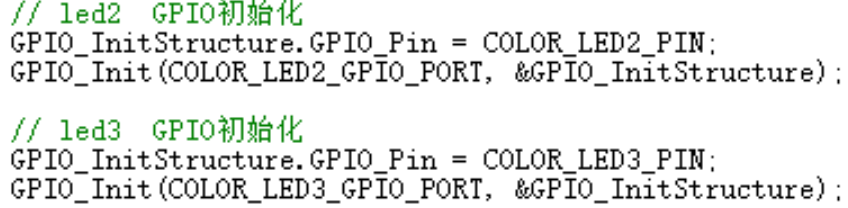 // led2  GPIO初始化
GPIO_InitStructure.GPIO_Pin = COLOR_LED2_PIN;
GPIO_Init(COLOR_LED2_GPIO_PORT, &GPIO_InitStructure);
// led3  GPIO初始化
GPIO_InitStructure.GPIO_Pin = COLOR_LED3_PIN;
GPIO_Init(COLOR_LED3_GPIO_PORT, &GPIO_InitStructure);